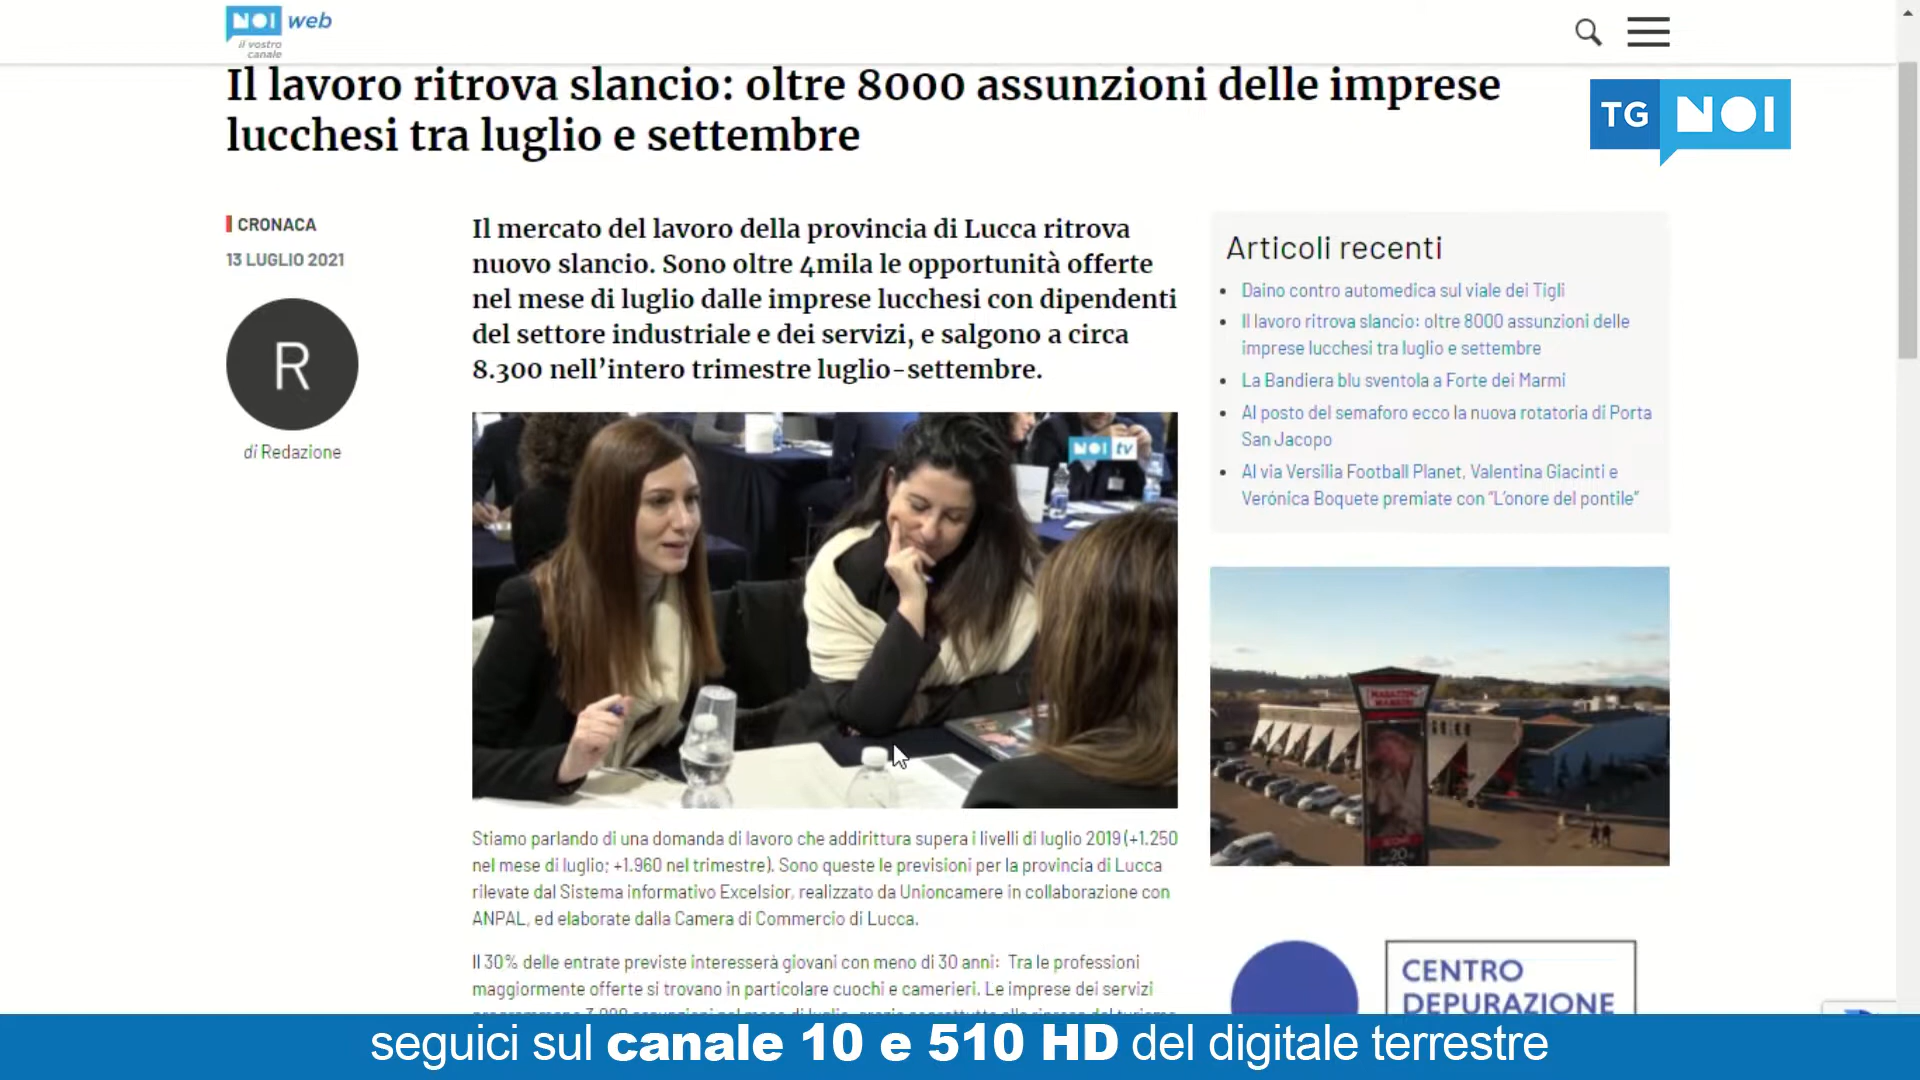 NOI web
il vostro
canale
Il lavoro ritrova slancio: oltre 8000 assunzioni delle imprese
lucchesi tra luglio e settembre
TG NOI
CRONACA
13 LUGLIO 2021
R
di Redazione
Il mercato del lavoro della provincia di Lucca ritrova
nuovo slancio. Sono oltre 4mila le opportunità offerte
nel mese di luglio dalle imprese lucchesi con dipendenti
del settore industriale e dei servizi, e salgono a circa
8.300 nell’intero trimestre luglio-settembre.
NOI tv
Stiamo parlando di una domanda di lavoro che addirittura supera i livelli di luglio 2019 (+1.250
nel mese di luglio; +1.960 nel trimestre). Sono queste le previsioni per la provincia di Lucca
rilevate dal Sistema informativo Excelsior, realizzato da Unioncamere in collaborazione con
ANPAL, ed elaborate dalla Camera di Commercio di Lucca.
Il 30% delle entrate previste interesserà giovani con meno di 30 anni: Tra le professioni
maggiormente offerte si trovano in particolare cuochi e camerieri. Le imprese dei servizi
Articoli recenti
Daino contro automedica sul viale dei Tigli
Il lavoro ritrova slancio: oltre 8000 assunzioni delle
imprese lucchesi tra luglio e settembre
La Bandiera blu sventola a Forte dei Marmi
Al posto del semaforo ecco la nuova rotatoria di Porta
San Jacopo
Al via Versilia Football Planet, Valentina Giacinti e
Verónica Boquete premiate con “L’onore del pontile”
CENTRO
DEPURAZIONE
seguici sul canale 10 e 510 HD del digitale terrestre